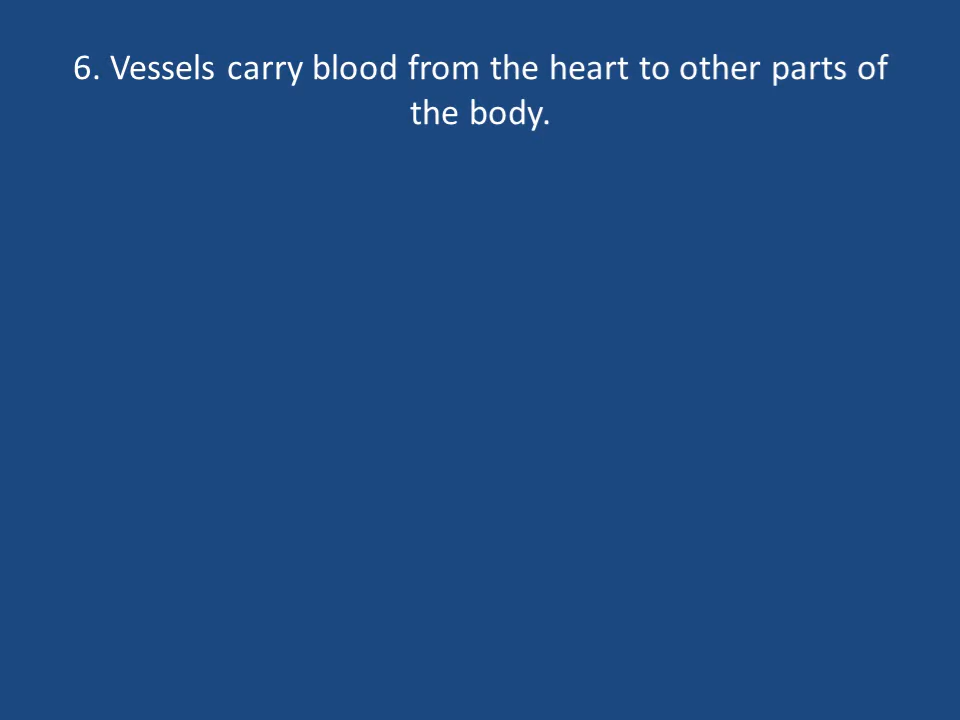 6. Vessels carry blood from the heart to other parts of
the body.